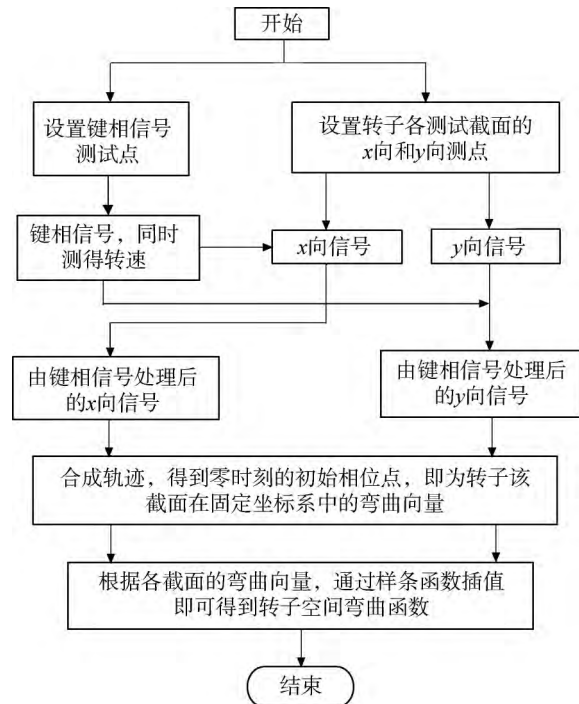 开始
设置键相信号
测试点
设置转子各测试截面的
x向和y向测点
键相信号，同时
测得转速
x向信号
y向信号
由键相信号处理后
的x向信号
由键相信号处理后
的y向信号
合成轨迹，得到零时刻的初始相位点，即为转子该
截面在固定坐标系中的弯曲向量
根据各截面的弯曲向量，通过样条函数插值
即可得到转子空间弯曲函数
结束